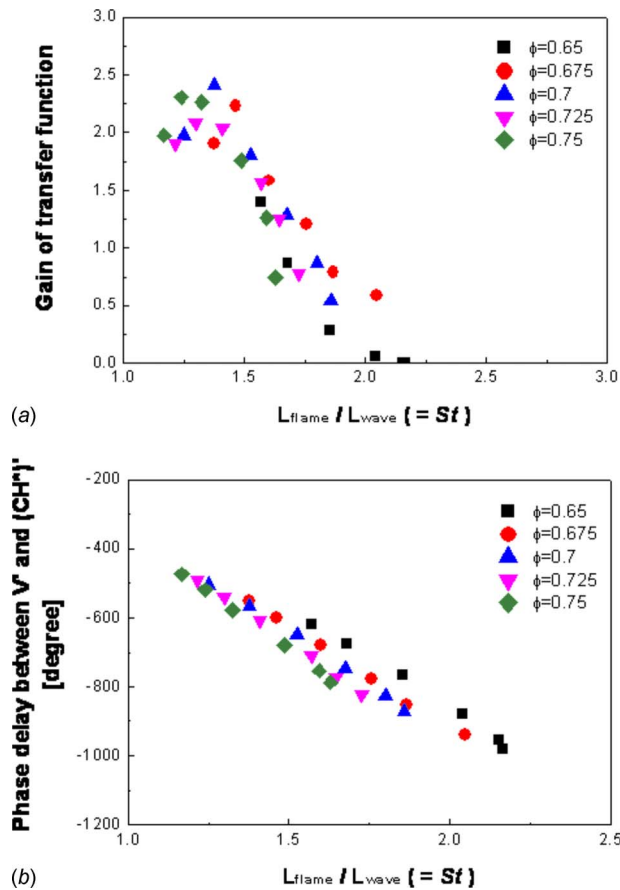 3.0
2.5
2.0
1.5
1.0
0.5
0.0
Gain of transfer function
ϕ=0.65
ϕ=0.675
ϕ=0.7
ϕ=0.725
ϕ=0.75
1.0 1.5 2.0 2.5 3.0
(a) Lflame / Lwave ( = St )
-200
-400
-600
-800
-1000
-1200
Phase delay between V' and (CH*)'
[degree]
ϕ=0.65
ϕ=0.675
ϕ=0.7
ϕ=0.725
ϕ=0.75
1.0 1.5 2.0 2.5
(b) Lflame / Lwave (= St )